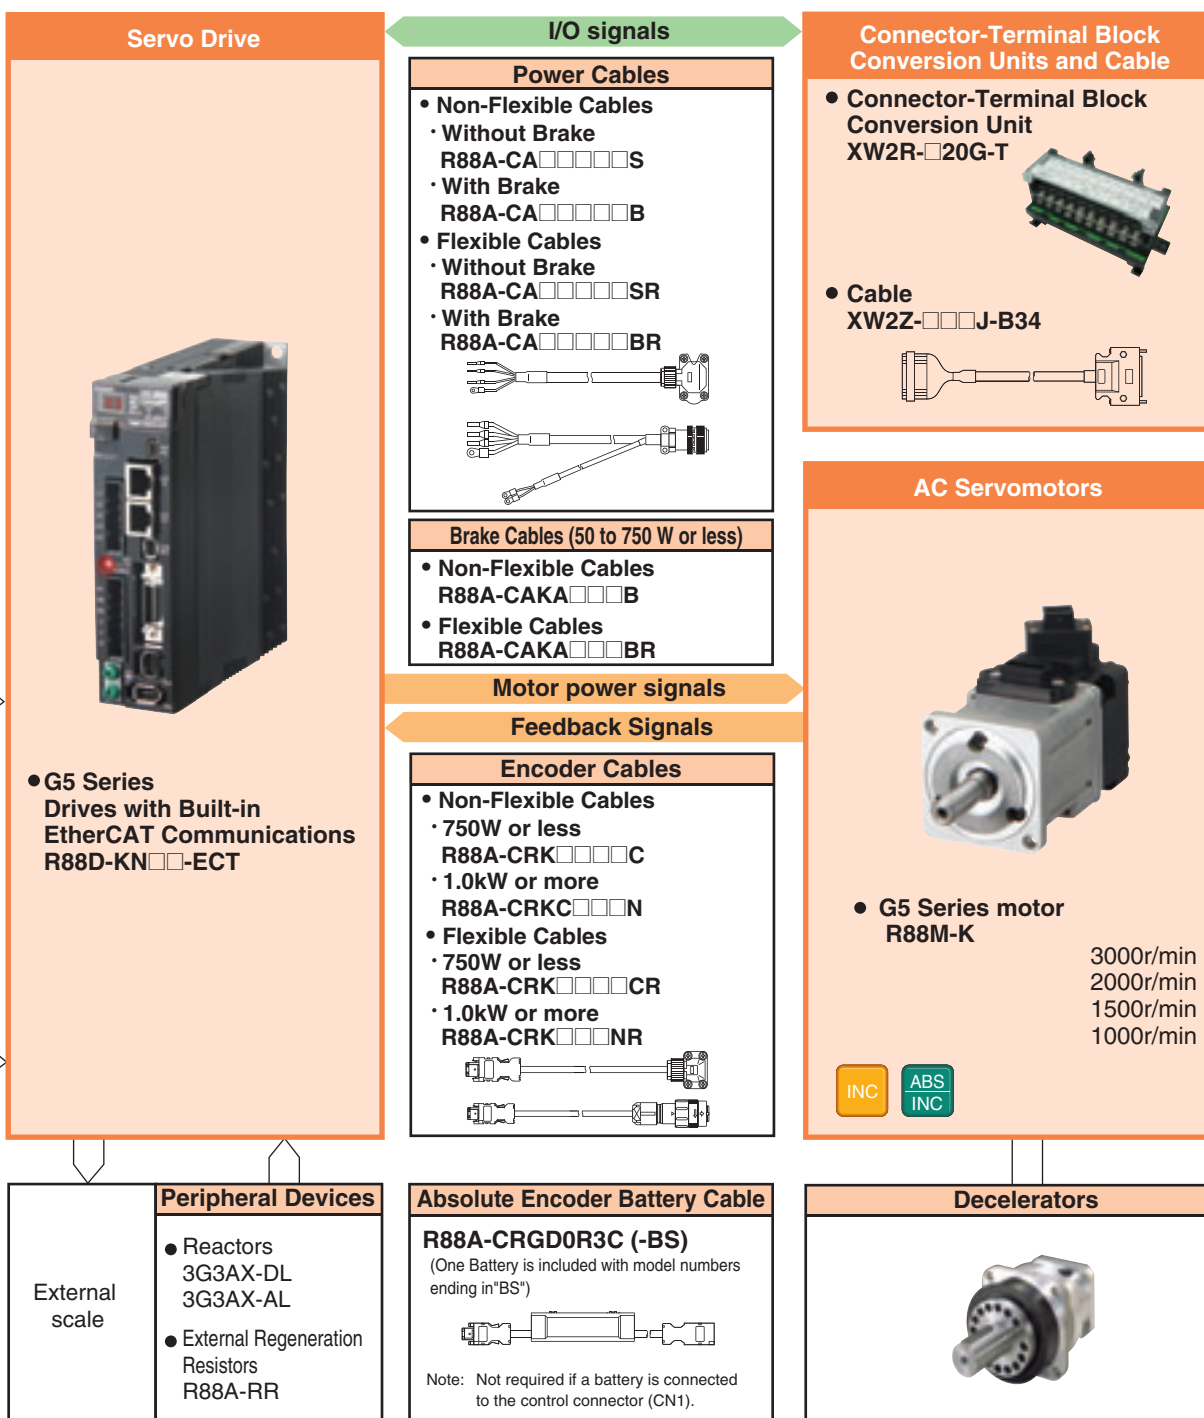 Servo Drive
• G5 Series
Drives with Built-in
EtherCAT Communications
R88D-KN□□-ECT
I/O signals
Power Cables
• Non-Flexible Cables
· Without Brake
R88A-CA□□□□□S
· With Brake
R88A-CA□□□□□B
• Flexible Cables
· Without Brake
R88A-CA□□□□□SR
· With Brake
R88A-CA□□□□□BR
Brake Cables (50 to 750 W or less)
• Non-Flexible Cables
R88A-CAKA□□□B
• Flexible Cables
R88A-CAKA□□□BR
Motor power signals
Feedback Signals
Encoder Cables
• Non-Flexible Cables
· 750W or less
R88A-CRK□□□□C
· 1.0kW or more
R88A-CRKC□□□N
• Flexible Cables
· 750W or less
R88A-CRK□□□□CR
· 1.0kW or more
R88A-CRK□□□NR
Connector-Terminal Block
Conversion Units and Cable
• Connector-Terminal Block
Conversion Unit
XW2R-□20G-T
• Cable
XW2Z-□□□J-B34
AC Servomotors
• G5 Series motor
R88M-K
3000r/min
2000r/min
1500r/min
1000r/min
INC
ABS
INC
External
scale
Peripheral Devices
• Reactors
3G3AX-DL
3G3AX-AL
• External Regeneration
Resistors
R88A-RR
Absolute Encoder Battery Cable
R88A-CRGD0R3C (-BS)
(One Battery is included with model numbers
ending in"BS")
Note: Not required if a battery is connected
to the control connector (CN1).
Decelerators